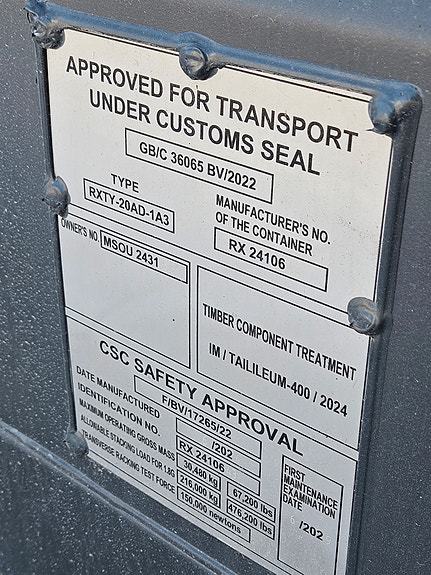 APPROVED FOR TRANSPORT
UNDER CUSTOMS SEAL
GB/C 36065 BV/2022
TYPE
RXTY-20AD-1A3
MANUFACTURER'S NO.
OF THE CONTAINER
RX 24106
OWNER'S NO. MSOU 2431
TIMBER COMPONENT TREATMENT
IM / TAILILEUM-400 / 2024
CSC SAFETY APPROVAL
F/BV/17265/22
DATE MANUFACTURED /202
IDENTIFICATION NO. RX 24106
MAXIMUM OPERATING GROSS MASS 30,480 kg 67,200 lbs
ALLOWABLE STACKING LOAD FOR 1.8G 216,000 kg 476,200 lbs
TRANSVERSE RACKING TEST FORCE 150,000 newtons
FIRST
MAINTENANCE
EXAMINATION
DATE
/202